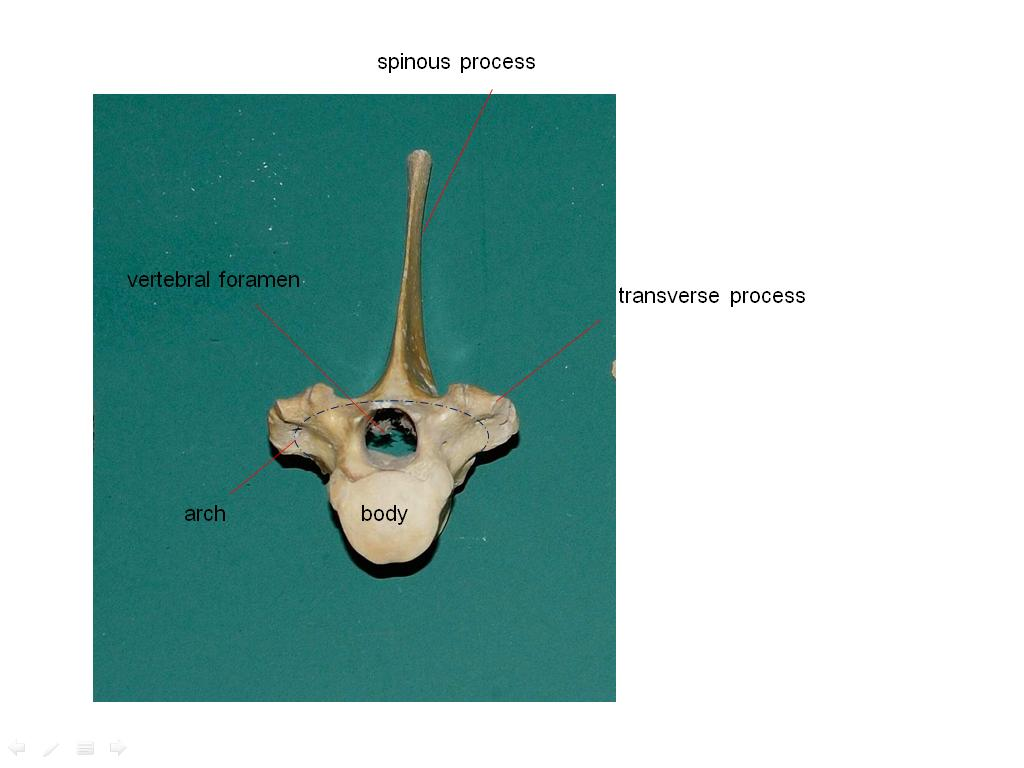 spinous process
vertebral foramen
transverse process
arch
body